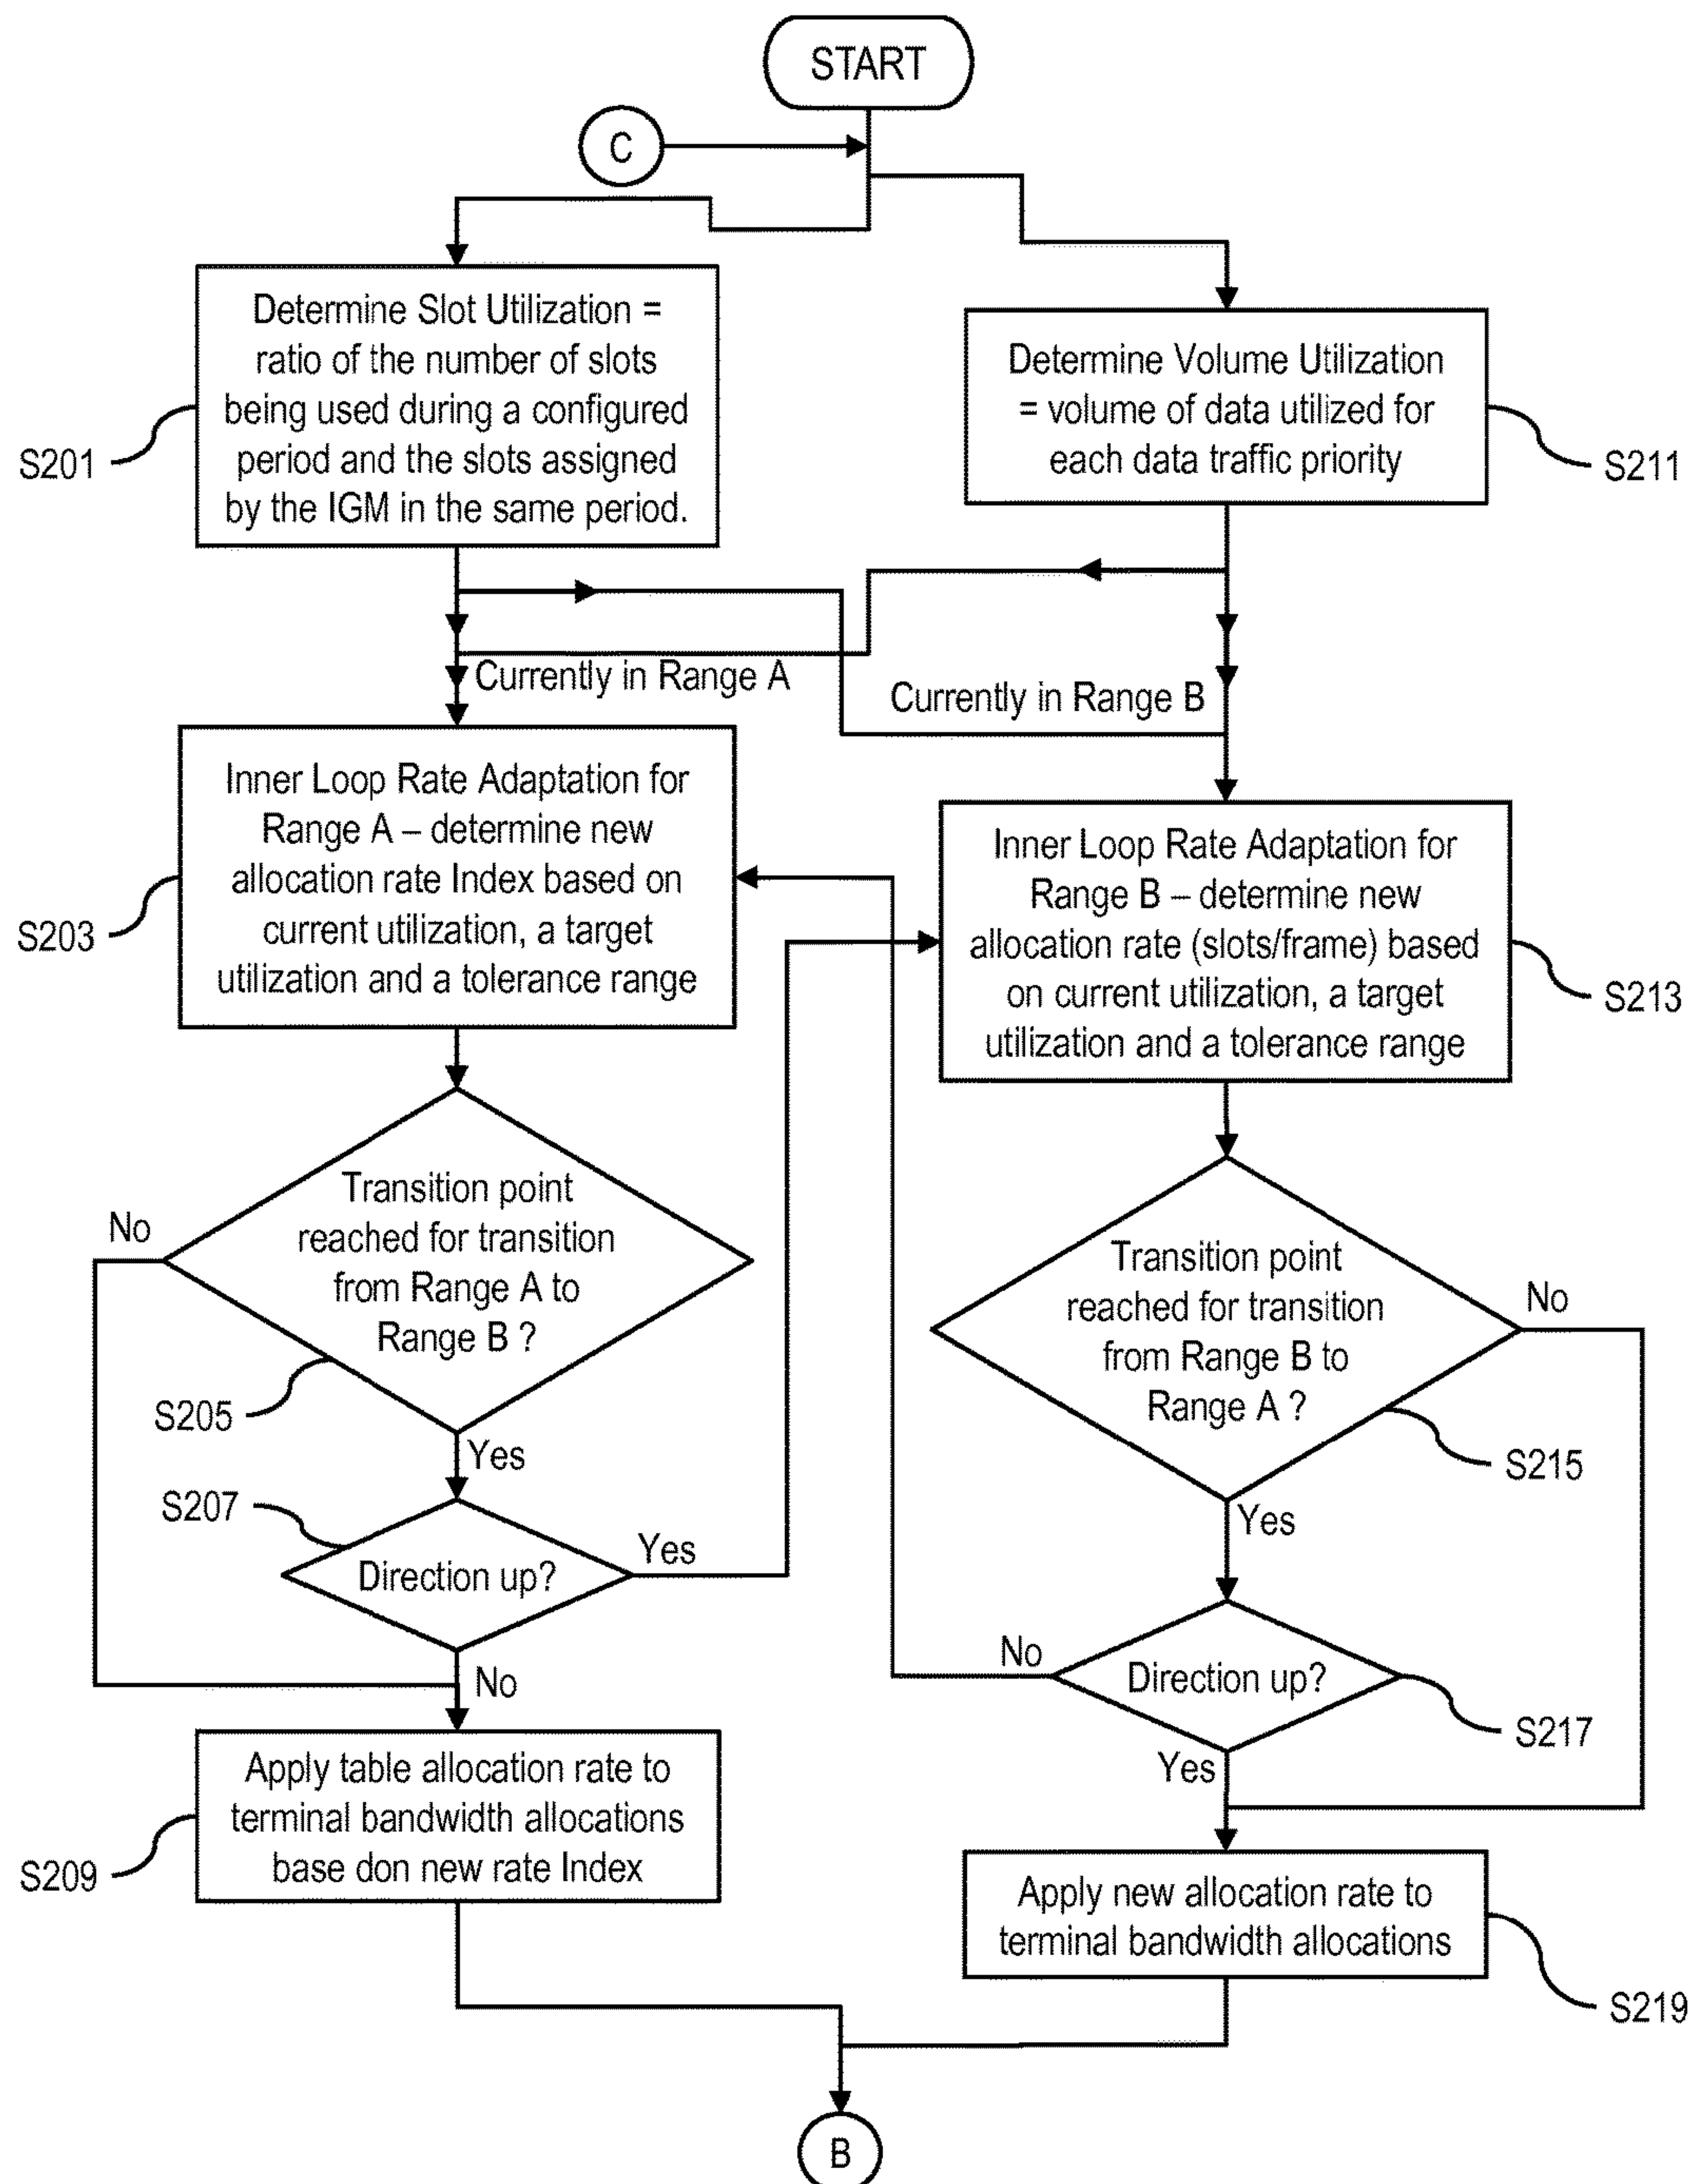 START
C
Determine Slot Utilization =
ratio of the number of slots
being used during a configured
period and the slots assigned
by the IGM in the same period.
S201
Determine Volume Utilization
= volume of data utilized for
each data traffic priority
S211
Currently in Range A
Currently in Range B
Inner Loop Rate Adaptation for
Range A – determine new
allocation rate Index based on
current utilization, a target
utilization and a tolerance range
S203
Inner Loop Rate Adaptation for
Range B – determine new
allocation rate (slots/frame) based
on current utilization, a target
utilization and a tolerance range
S213
Transition point
reached for transition
from Range A to
Range B ?
No
S205
Yes
Transition point
reached for transition
from Range B to
Range A ?
No
S215
Yes
S207
Direction up?
Yes
No
Direction up?
No
S217
Yes
Apply table allocation rate to
terminal bandwidth allocations
base don new rate Index
S209
Apply new allocation rate to
terminal bandwidth allocations
S219
B